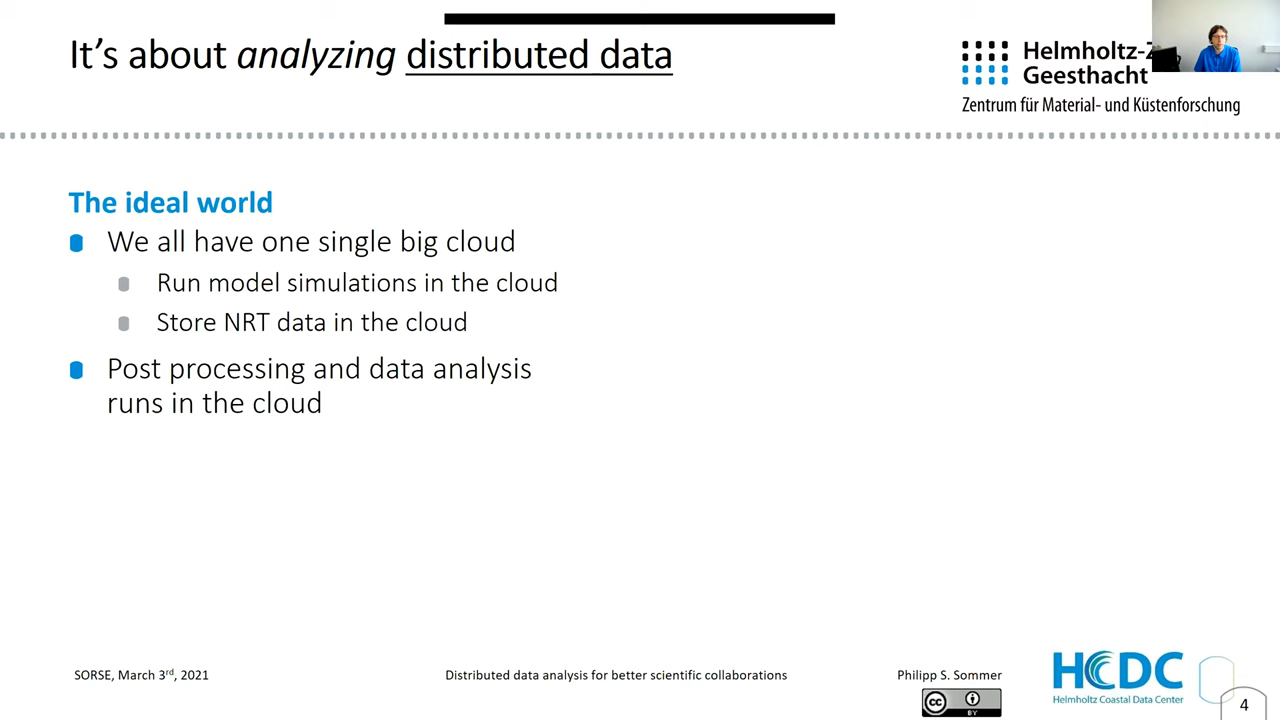 It's about analyzing distributed data
Helmholtz-Z
Geesthacht
Zentrum für Material- und Küstenforschung
The ideal world
We all have one single big cloud
Run model simulations in the cloud
Store NRT data in the cloud
Post processing and data analysis
runs in the cloud
SORSE, March 3rd, 2021
Distributed data analysis for better scientific collaborations
Philipp S. Sommer
cc
BY
HCDC
Helmholtz Coastal Data Center
4